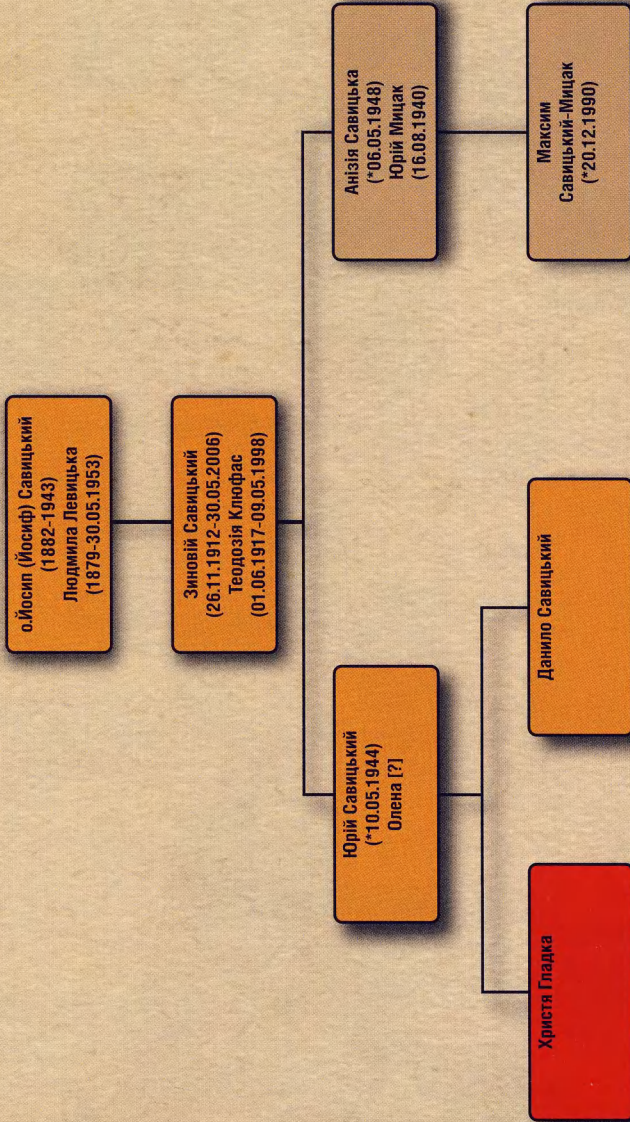 о.Йосип (Йосиф) Савицький
(1882-1943)
Людмила Левицька
(1879-30.05.1953)
Зиновій Савицький
(26.11.1912-30.05.2006)
Теодозія Клюфас
(01.06.1917-09.05.1998)
Юрій Савицький
(*10.05.1944)
Олена [?]
Анізія Савицька
(*06.05.1948)
Юрій Мицак
(16.08.1940)
Христя Гладка
Данило Савицький
Максим
Савицький-Мицак
(*20.12.1990)